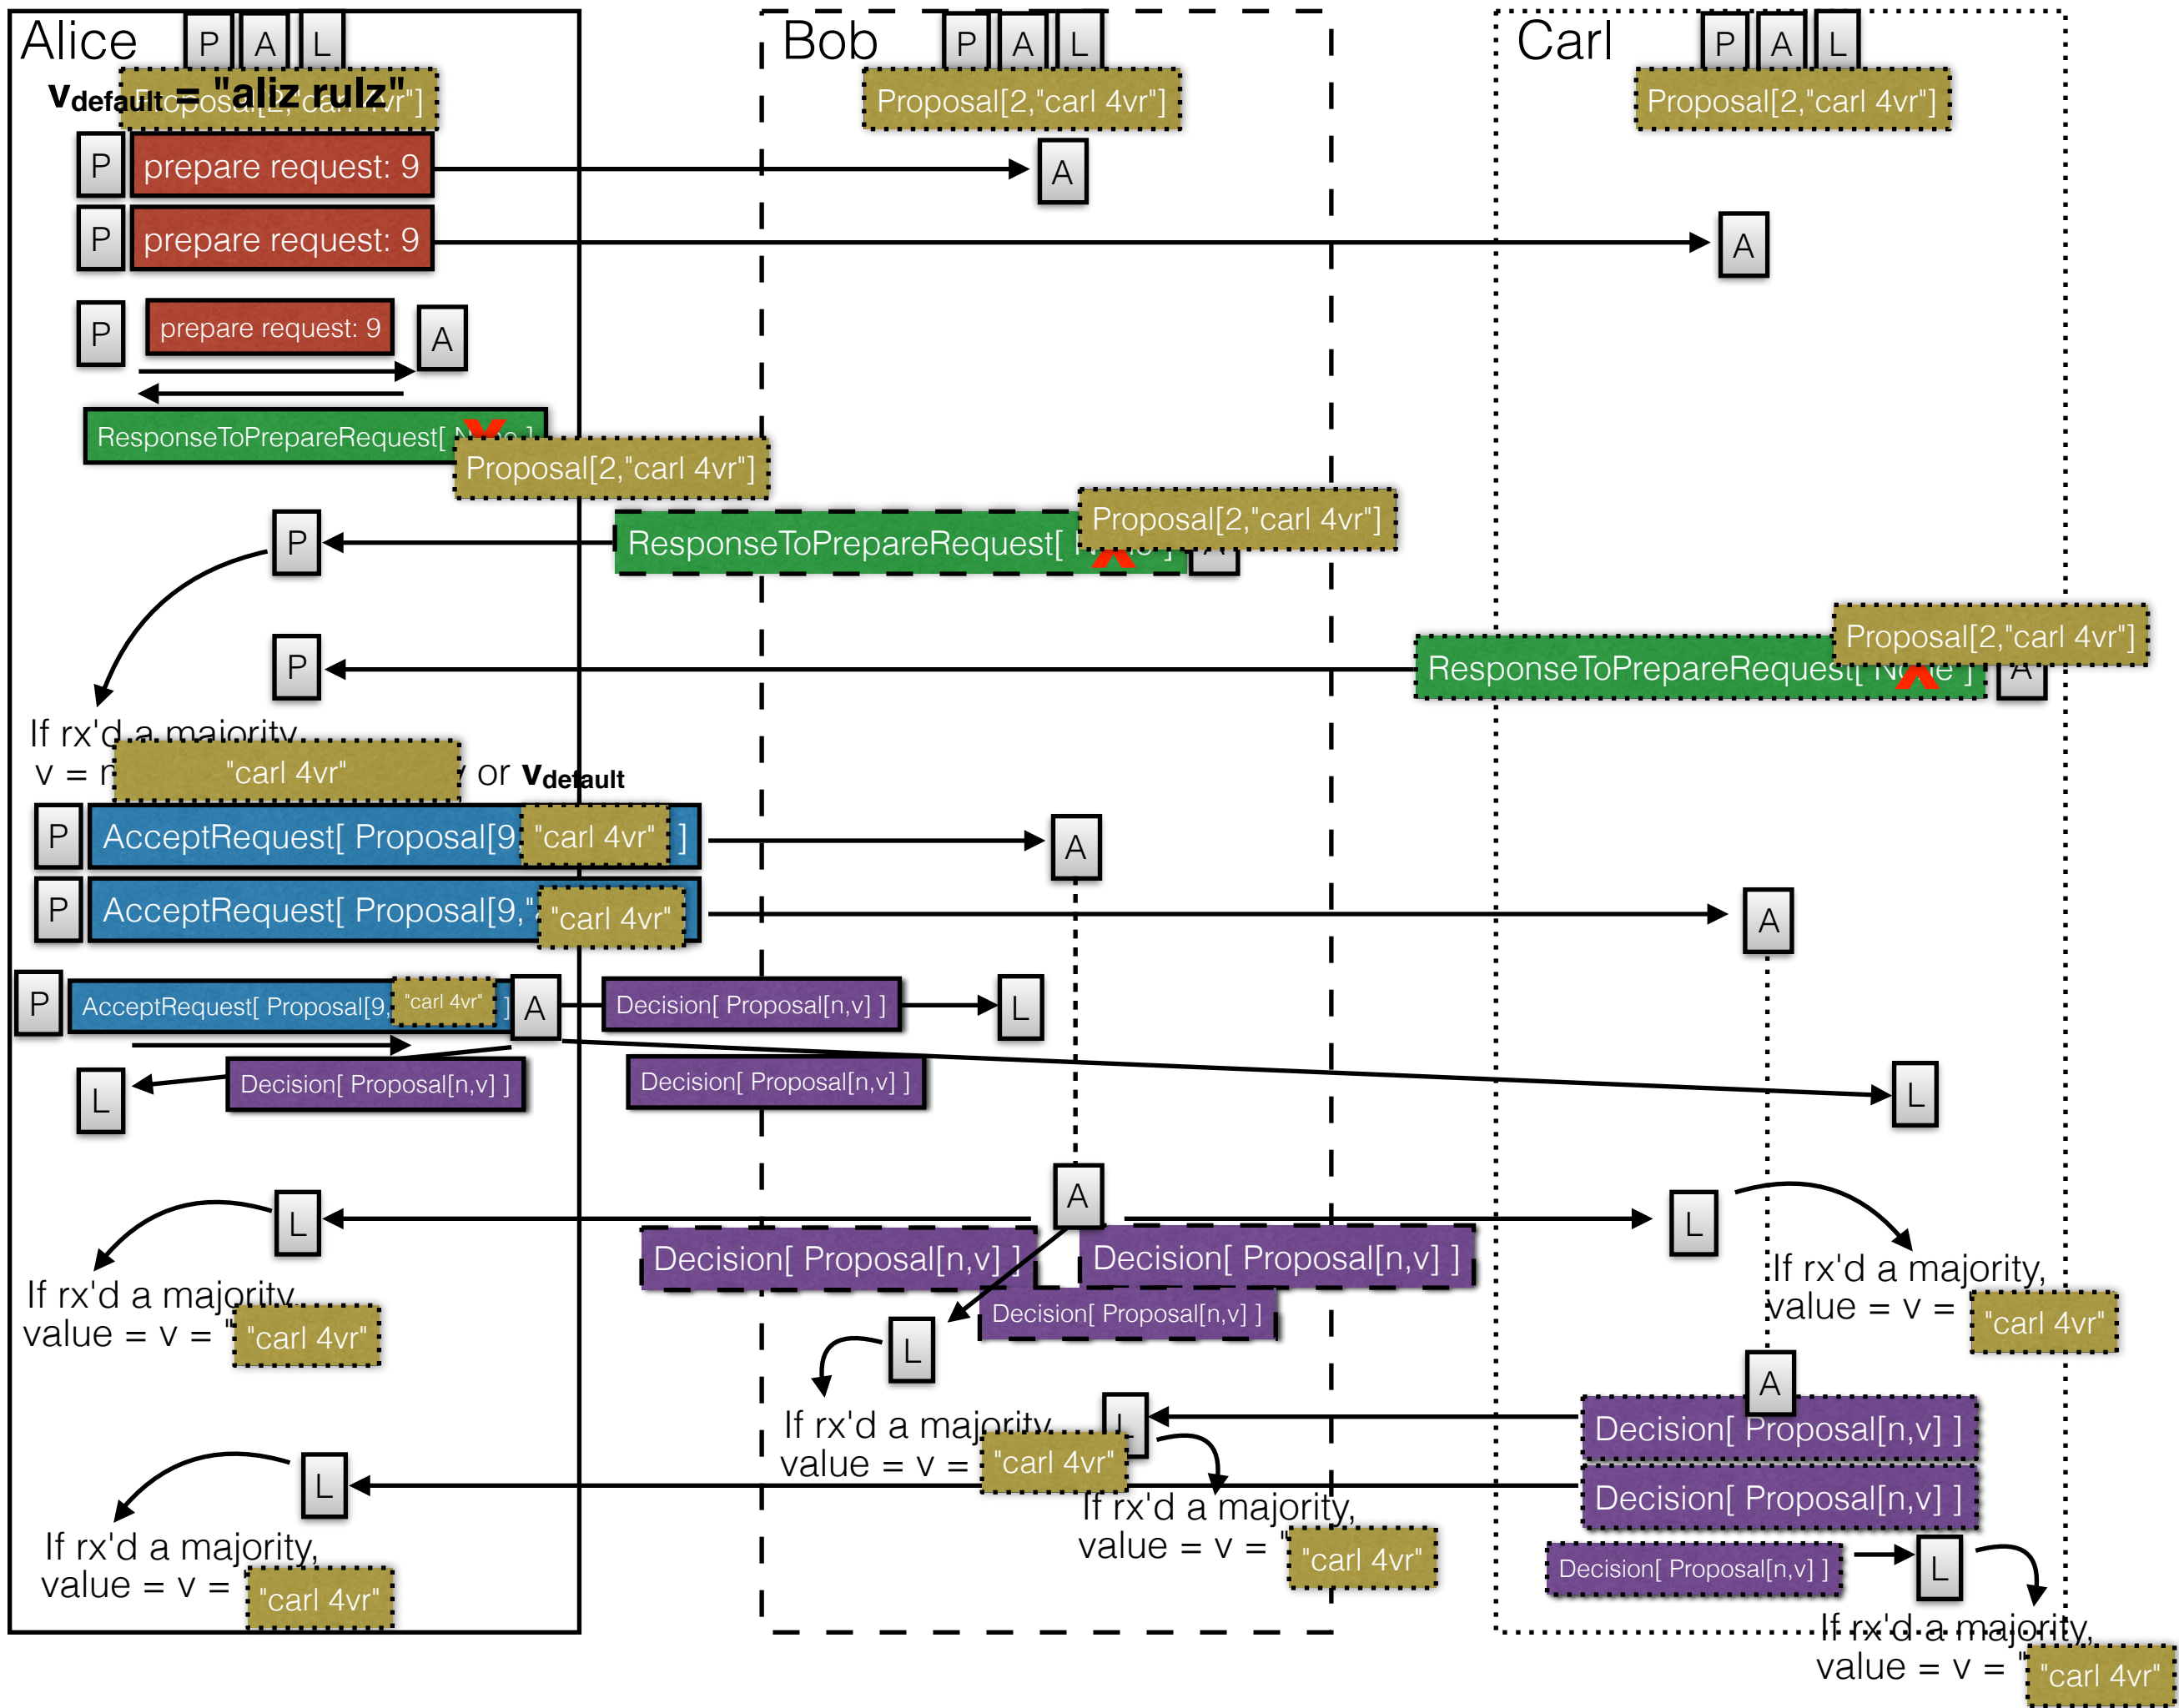 Alice P A L
Bob P A L
Carl P A L
vdefault = "aliz rulz"
Proposal[2,"carl 4vr"]
Proposal[2,"carl 4vr"]
Proposal[2,"carl 4vr"]
P prepare request: 9 A
P prepare request: 9 A
P prepare request: 9 A
ResponseToPrepareRequest[ None ]
X
Proposal[2,"carl 4vr"]
P
ResponseToPrepareRequest[
X
Proposal[2,"carl 4vr"]
] A
P
ResponseToPrepareRequest[ None ]
X
Proposal[2,"carl 4vr"]
A
If rx'd a majority
v = "carl 4vr" or vdefault
P AcceptRequest[ Proposal[9, "carl 4vr" ] A
P AcceptRequest[ Proposal[9," "carl 4vr" A
P AcceptRequest[ Proposal[9, "carl 4vr" ] A Decision[ Proposal[n,v] ] L
L Decision[ Proposal[n,v] ] Decision[ Proposal[n,v] ] L
L A L
Decision[ Proposal[n,v] ] Decision[ Proposal[n,v] ]
Decision[ Proposal[n,v] ]
If rx'd a majority,
value = v = " "carl 4vr"
If rx'd a majority,
value = v = "carl 4vr"
L
If rx'd a majority,
value = v = "carl 4vr"
A
L Decision[ Proposal[n,v] ]
L Decision[ Proposal[n,v] ]
If rx'd a majority,
value = v = " "carl 4vr"
Decision[ Proposal[n,v] ] L
If rx'd a majority,
value = v = "carl 4vr"
If rx'd a majority,
value = v = " "carl 4vr"